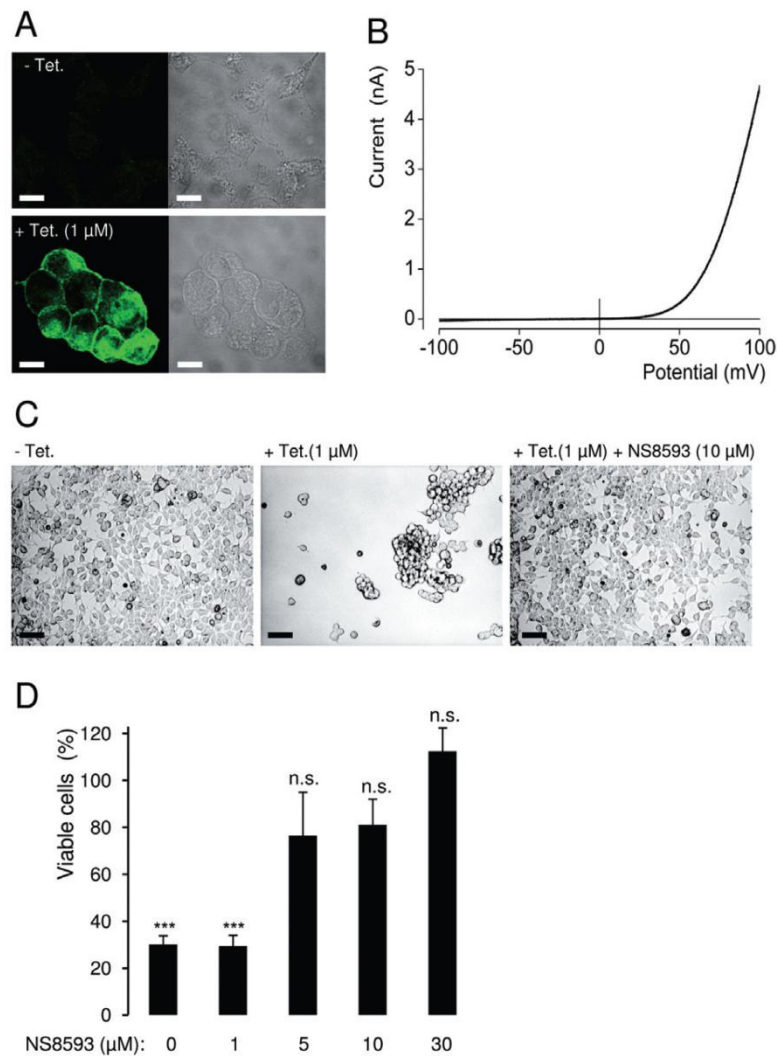 A
- Tet.
+ Tet. (1 µM)
B
Current (nA)
5
4
3
2
1
0
-100
-50
0
50
100
Potential (mV)
C
- Tet.
+ Tet.(1 µM)
+ Tet.(1 µM) + NS8593 (10 µM)
D
Viable cells (%)
120
100
80
60
40
20
0
***
***
n.s.
n.s.
n.s.
NS8593 (µM): 0 1 5 10 30